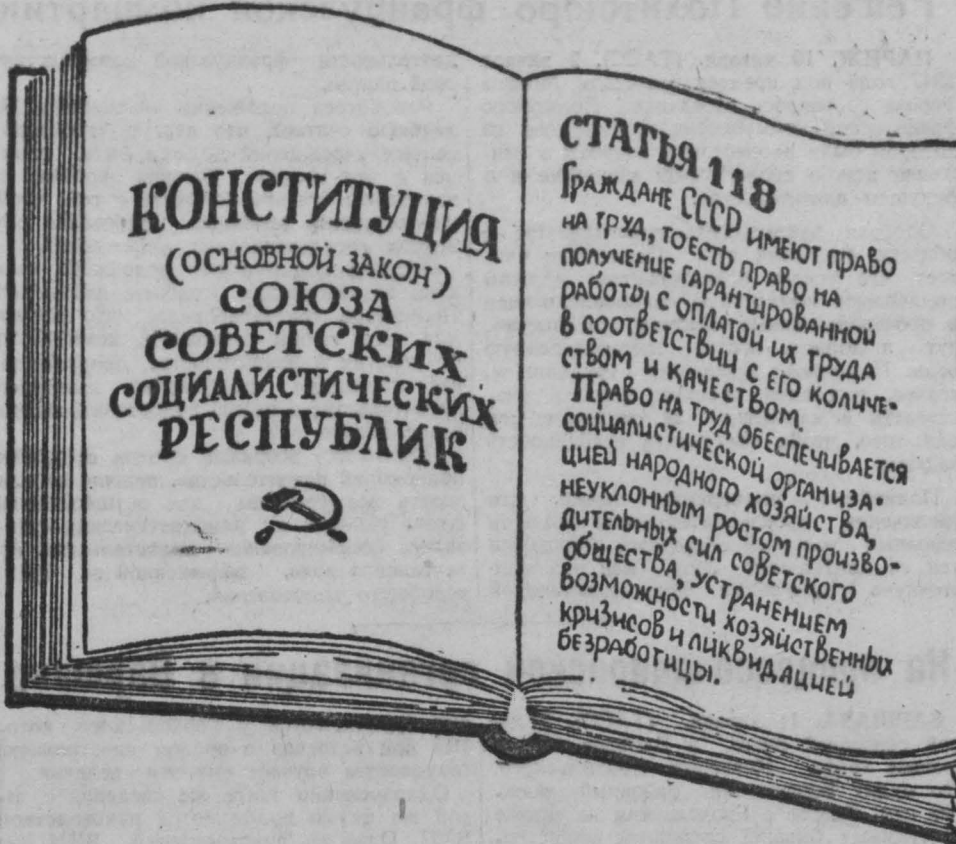 КОНСТИТУЦИЯ
(ОСНОВНОЙ ЗАКОН)
СОЮЗА
СОВЕТСКИХ
СОЦИАЛИСТИЧЕСКИХ
РЕСПУБЛИК
СТАТЬЯ 118
ГРАЖДАНЕ СССР ИМЕЮТ ПРАВО
НА ТРУД, ТО ЕСТЬ ПРАВО НА
ПОЛУЧЕНИЕ ГАРАНТИРОВАННОЙ
РАБОТЫ С ОПЛАТОЙ ИХ ТРУДА
В СООТВЕТСТВИИ С ЕГО КОЛИЧЕ-
СТВОМ И КАЧЕСТВОМ.
ПРАВО НА ТРУД ОБЕСПЕЧИВАЕТСЯ
СОЦИАЛИСТИЧЕСКОЙ ОРГАНИЗА-
ЦИЕЙ НАРОДНОГО ХОЗЯЙСТВА,
НЕУКЛОННЫМ РОСТОМ ПРОИЗВО-
ДИТЕЛЬНЫХ СИЛ СОВЕТСКОГО
ОБЩЕСТВА, УСТРАНЕНИЕМ
ВОЗМОЖНОСТИ ХОЗЯЙСТВЕННЫХ
КРИЗИСОВ И ЛИКВИДАЦИЕЙ
БЕЗРАБОТИЦЫ.